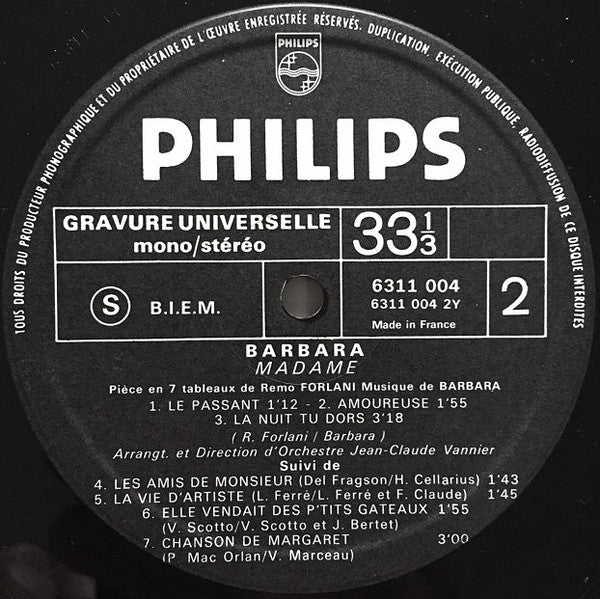 TOUS DROITS DU PRODUCTEUR PHONOGRAPHIQUE ET DU PROPRIÉTAIRE DE L'ŒUVRE ENREGISTRÉE RÉSERVÉS. DUPLICATION, EXÉCUTION PUBLIQUE, RADIODIFFUSION DE CE DISQUE INTERDITES
PHILIPS
PHILIPS
GRAVURE UNIVERSELLE
mono/stéréo
33 1/3
S B.I.E.M.
6311 004
6311 004 2Y
Made in France
2
BARBARA
MADAME
Pièce en 7 tableaux de Remo FORLANI Musique de BARBARA
1. LE PASSANT 1'12 - 2. AMOUREUSE 1'55
3. LA NUIT TU DORS 3'18
( R. Forlani / Barbara )
Arrangt. et Direction d'Orchestre Jean-Claude Vannier
Suivi de
4. LES AMIS DE MONSIEUR (Del Fragson/H. Cellarius) 1'43
5. LA VIE D'ARTISTE (L. Ferré/L. Ferré et F. Claude) 1'45
6. ELLE VENDAIT DES P'TITS GATEAUX 1'55
(V. Scotto/V. Scotto et J. Bertet)
7. CHANSON DE MARGARET 3'00
(P. Mac Orlan/V. Marceau)